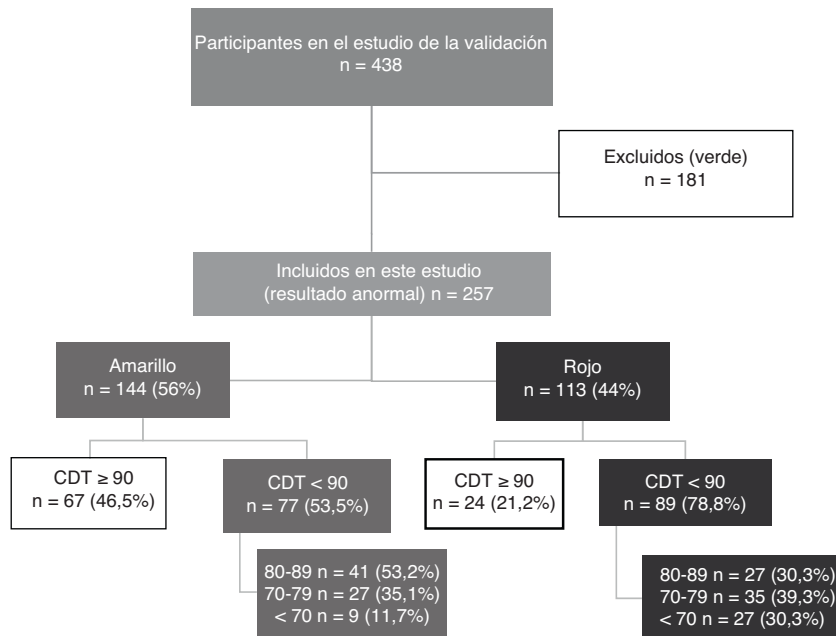 Participantes en el estudio de la validación
n = 438
Excluidos (verde)
n = 181
Incluidos en este estudio
(resultado anormal) n = 257
Amarillo
n = 144 (56%)
Rojo
n = 113 (44%)
CDT ≥ 90
n = 67 (46,5%)
CDT < 90
n = 77 (53,5%)
CDT ≥ 90
n = 24 (21,2%)
CDT < 90
n = 89 (78,8%)
80-89 n = 41 (53,2%)
70-79 n = 27 (35,1%)
< 70 n = 9 (11,7%)
80-89 n = 27 (30,3%)
70-79 n = 35 (39,3%)
< 70 n = 27 (30,3%)